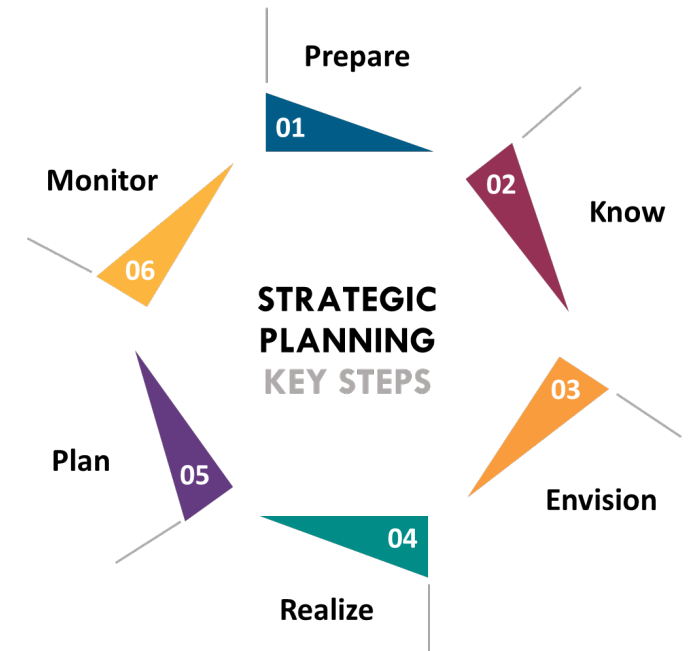 Prepare
01
02
Know
03
Envision
04
Realize
05
Plan
06
Monitor
STRATEGIC
PLANNING
KEY STEPS